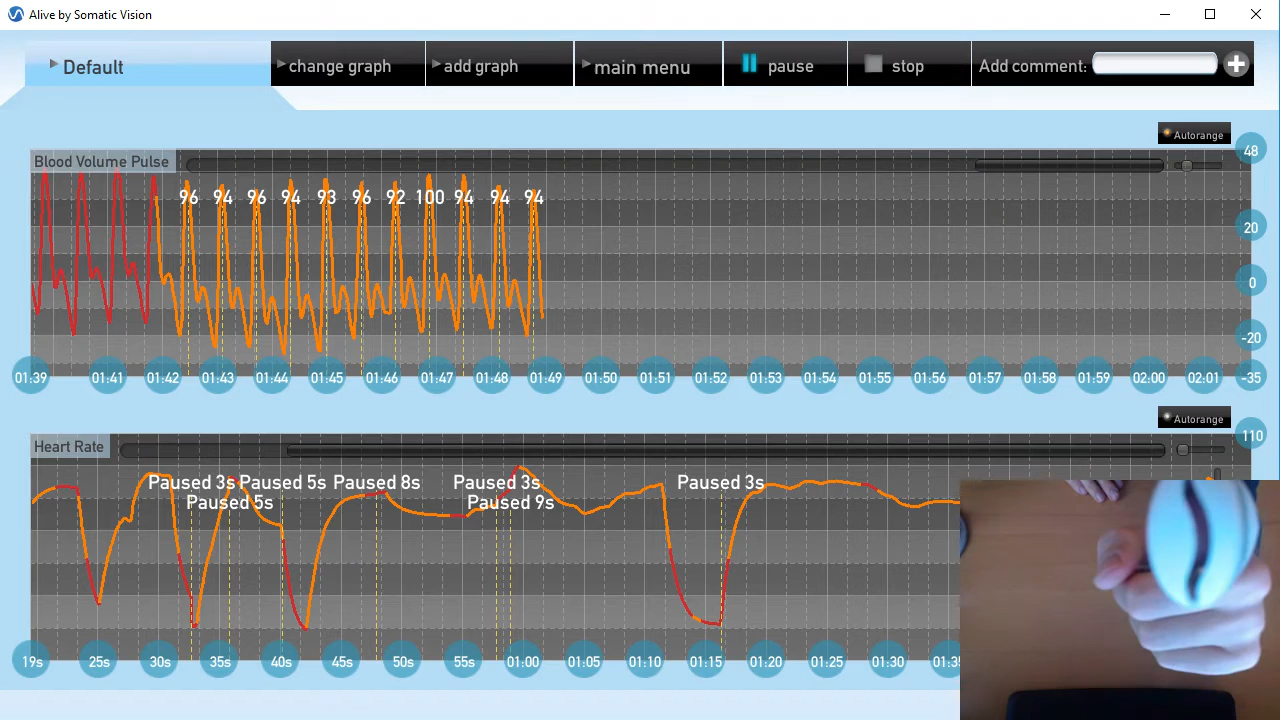 Alive by Somatic Vision
Default
change graph
add graph
main menu
pause
stop
Add comment:
Autorange
Blood Volume Pulse
48
96 94 96 94 93 96 92 100 94 94 94
20
0
-20
01:39 01:41 01:42 01:43 01:44 01:45 01:46 01:47 01:48 01:49 01:50 01:51 01:52 01:53 01:54 01:55 01:56 01:57 01:58 01:59 02:00 02:01 -35
Autorange
Heart Rate
110
Paused 3s Paused 5s Paused 8s Paused 3s Paused 3s
Paused 5s Paused 9s
19s 25s 30s 35s 40s 45s 50s 55s 01:00 01:05 01:10 01:15 01:20 01:25 01:30 01:35